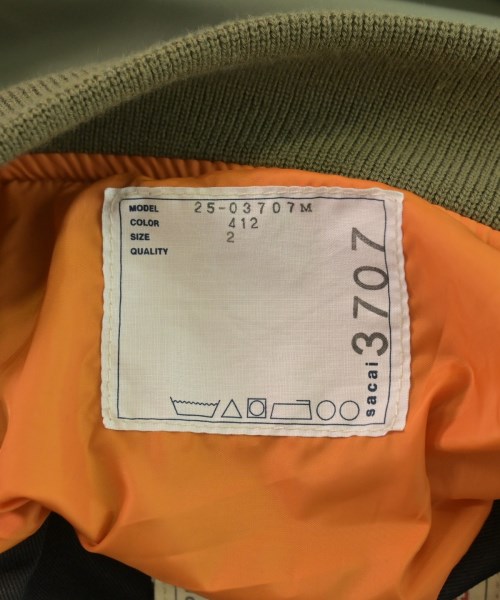 MODEL 25-03707M
COLOR 412
SIZE 2
QUALITY
sacai 3707